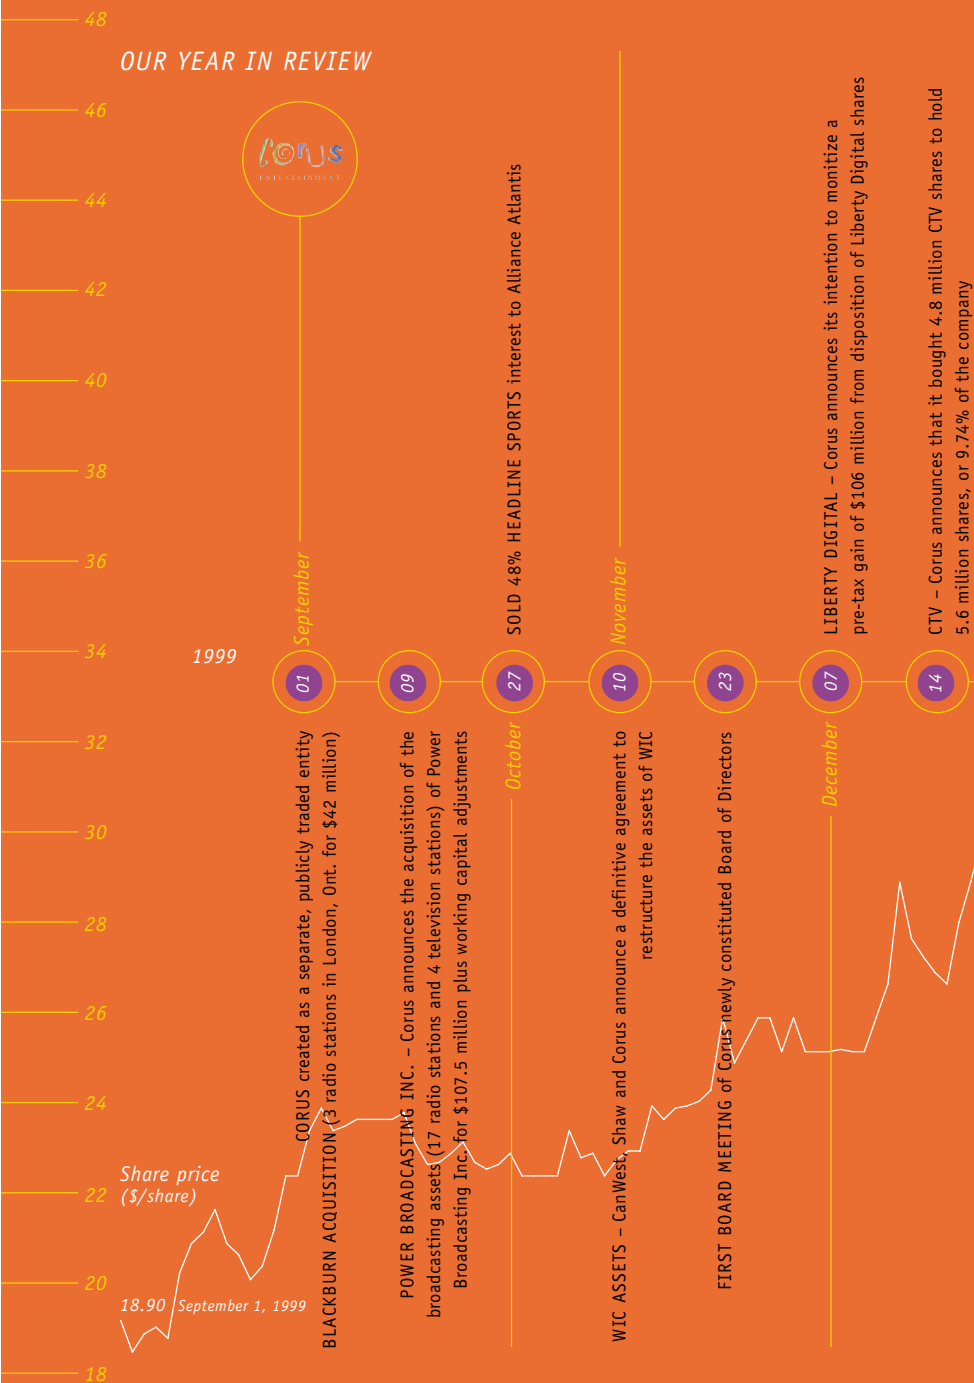 OUR YEAR IN REVIEW
corus
ENTERTAINMENT
48
46
44
42
40
38
36
34
32
30
28
26
24
22
20
18
1999
September
01
CORUS created as a separate, publicly traded entity
BLACKBURN ACQUISITION (3 radio stations in London, Ont. for $42 million)
09
POWER BROADCASTING INC. – Corus announces the acquisition of the
broadcasting assets (17 radio stations and 4 television stations) of Power
Broadcasting Inc. for $107.5 million plus working capital adjustments
SOLD 48% HEADLINE SPORTS interest to Alliance Atlantis
27
October
November
10
WIC ASSETS – CanWest, Shaw and Corus announce a definitive agreement to
restructure the assets of WIC
23
FIRST BOARD MEETING of Corus newly constituted Board of Directors
LIBERTY DIGITAL – Corus announces its intention to monitize a
pre-tax gain of $106 million from disposition of Liberty Digital shares
07
December
CTV – Corus announces that it bought 4.8 million CTV shares to hold
5.6 million shares, or 9.74% of the company
14
Share price
($/share)
18.90 September 1, 1999